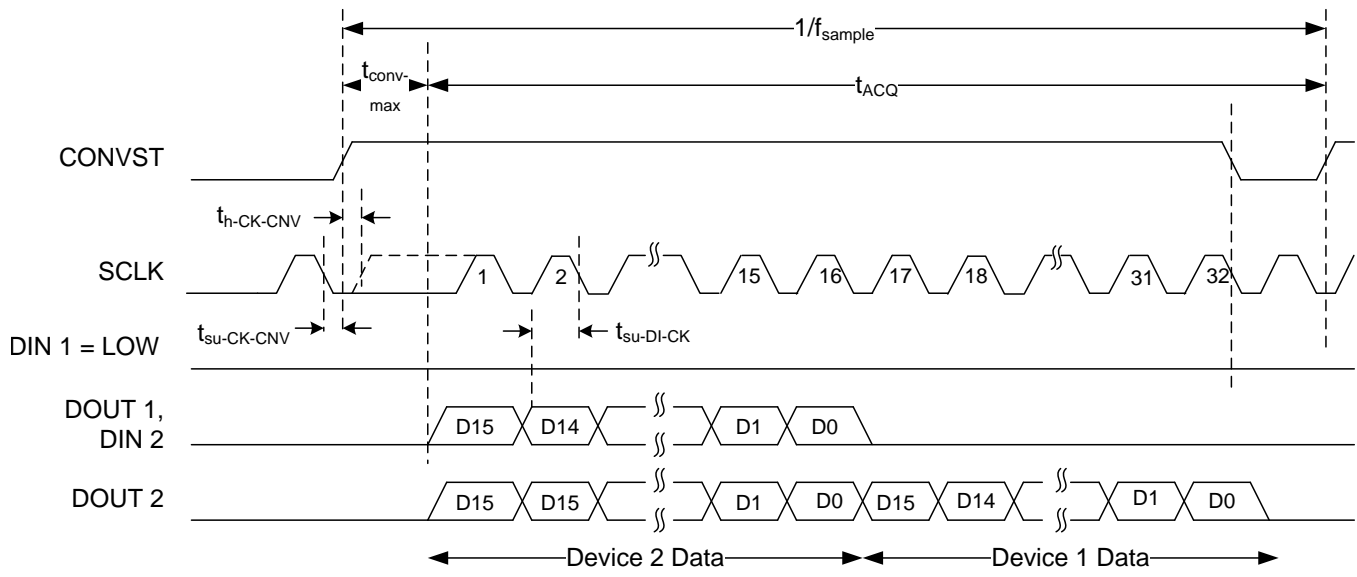 1/fsample
tconv-
max
tACQ
CONVST
th-CK-CNV
SCLK
1 2 15 16 17 18 31 32
tsu-CK-CNV
tsu-DI-CK
DIN 1 = LOW
DOUT 1,
DIN 2
D15 D14 D1 D0
DOUT 2
D15 D15 D1 D0 D15 D14 D1 D0
Device 2 Data
Device 1 Data